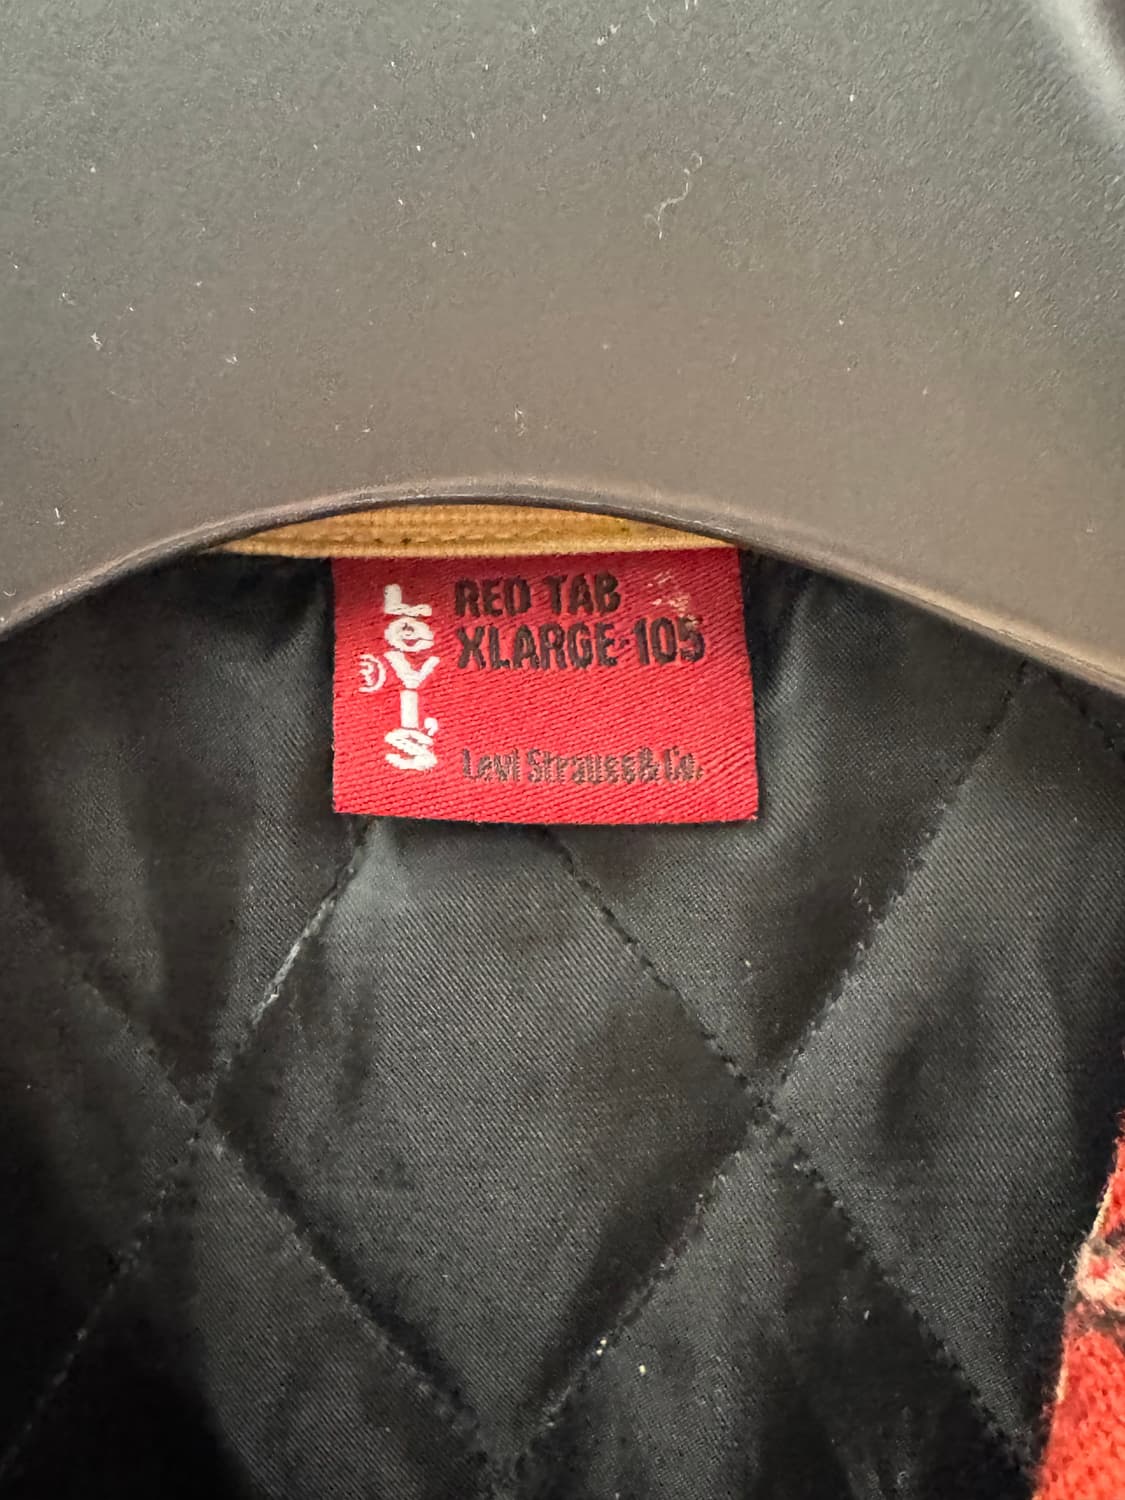 Levi's
RED TAB
XLARGE-105
Levi Strauss & Co.